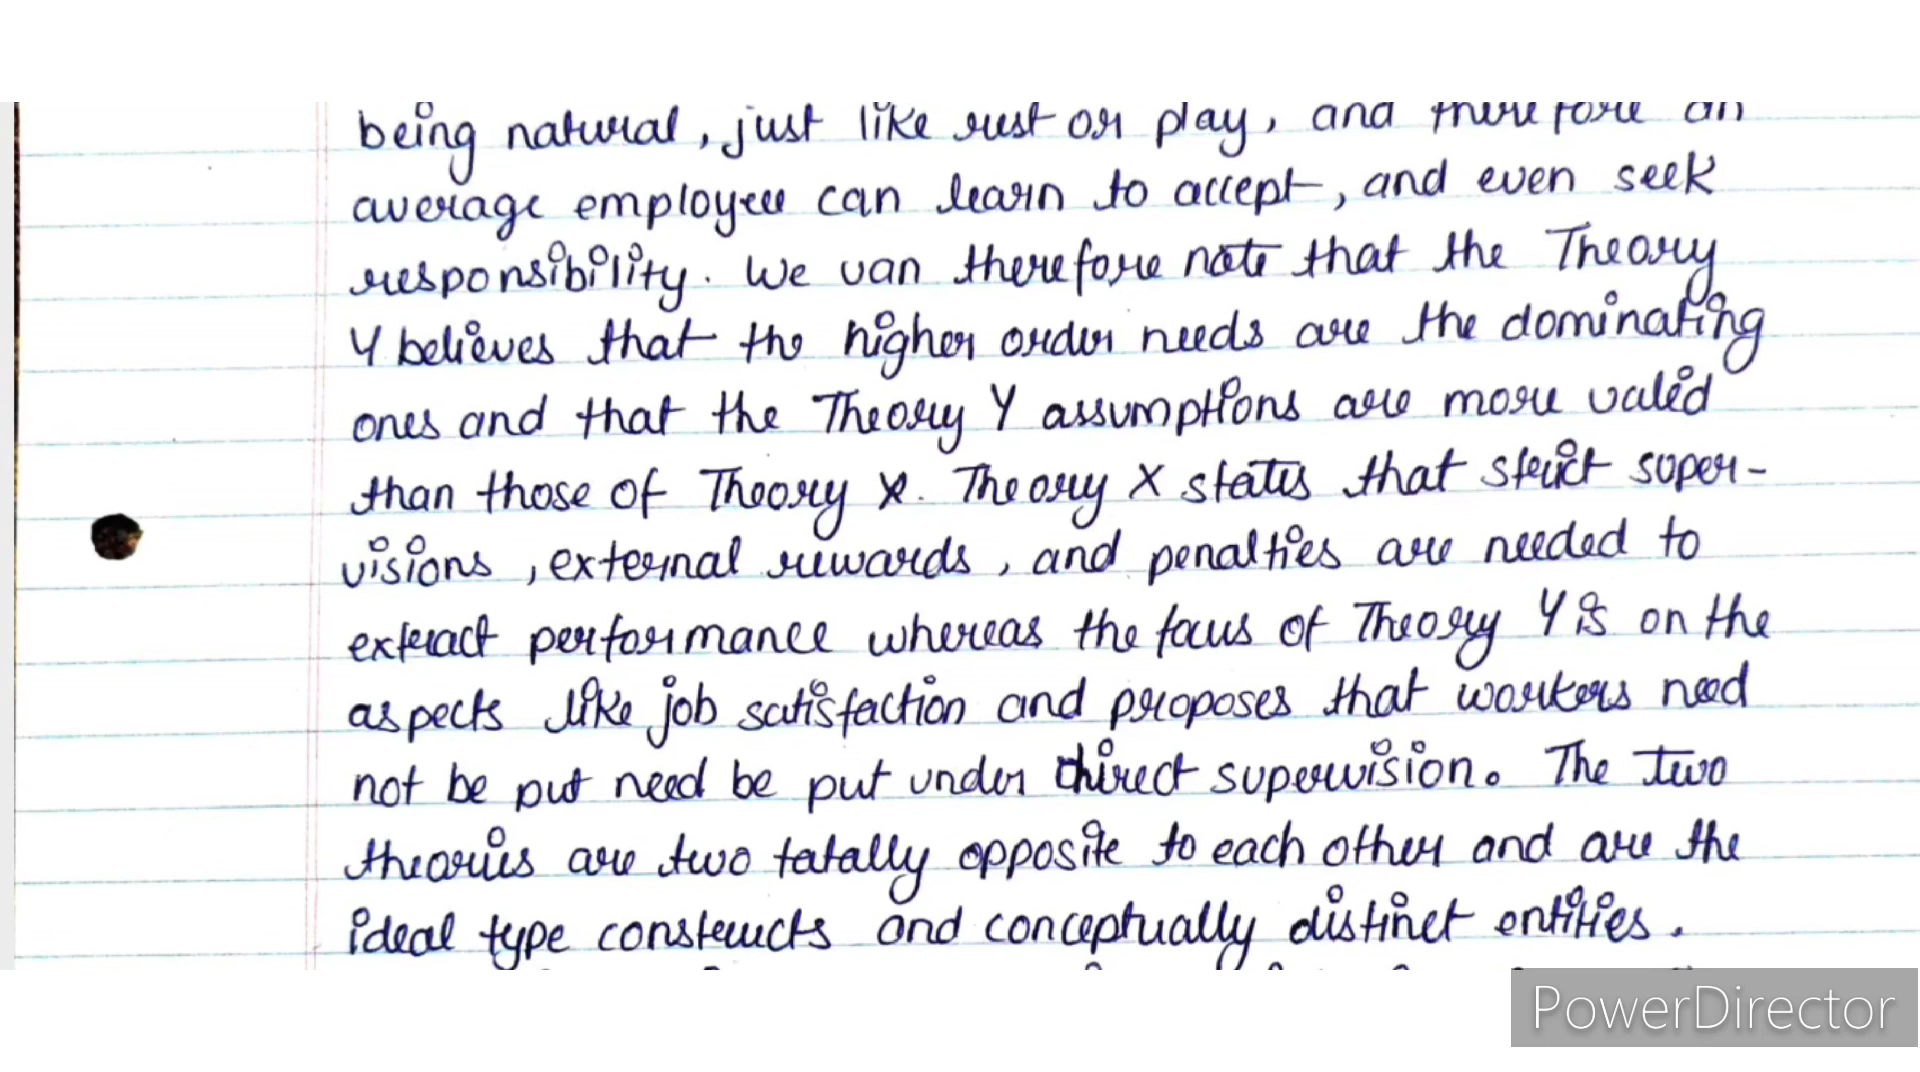 being natural, just like rest or play, and therefore an
average employee can learn to accept, and even seek
responsibility. We can therefore note that the Theory
Y believes that the higher order needs are the dominating
ones and that the Theory Y assumptions are more valid
than those of Theory X. Theory X states that strict super-
visions, external rewards, and penalties are needed to
extract performance whereas the focus of Theory Y is on the
aspects like job satisfaction and proposes that workers need
not be put need be put under direct supervision. The two
theories are two tatally opposite to each other and are the
ideal type constructs and conceptually distinct entities.
PowerDirector